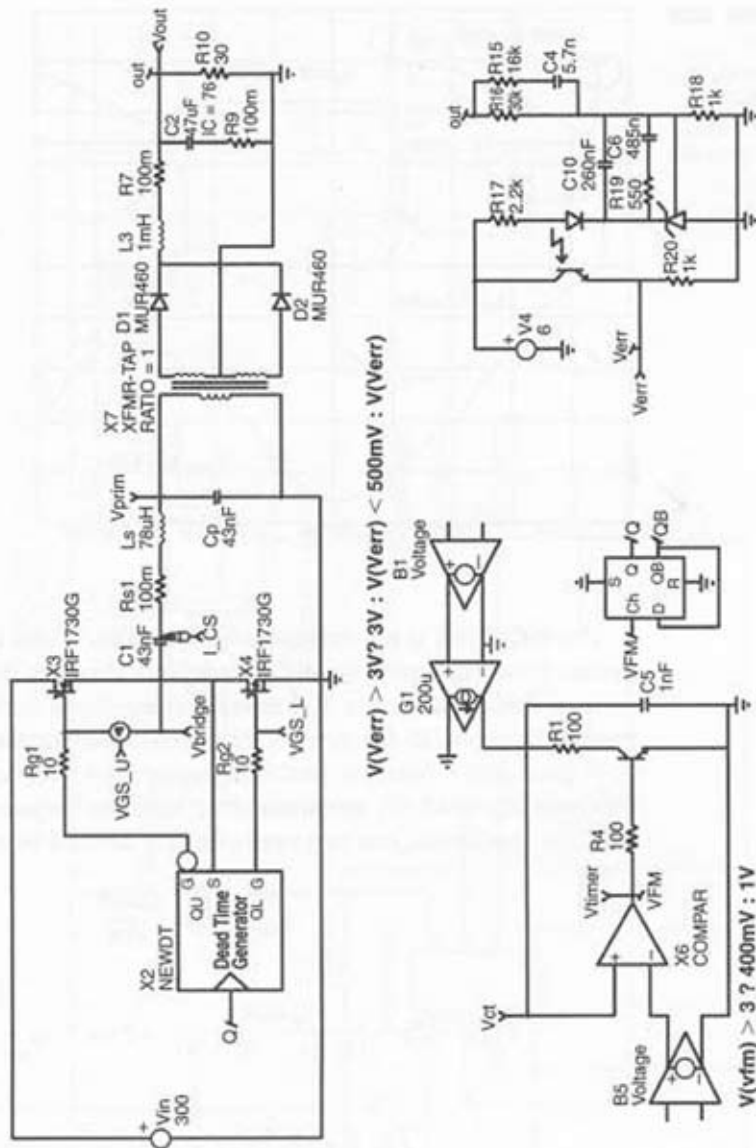 Vin
300
X2
NEWDT
Q
Dead Time
Generator
QU
QL
G
S
G
Rg1
10
VGS_U
Vbridge
Rg2
10
VGS_L
X3
IRF1730G
X4
IRF1730G
C1
43nF
I_CS
Rs1
100m
Ls
78uH
Vprim
Cp
43nF
X7
XFMR-TAP
RATIO = 1
D1
MUR460
D2
MUR460
L3
1mH
R7
100m
C2
47uF
IC = 76
R9
100m
out
Vout
R10
30
V(Verr) > 3V? 3V : V(Verr) < 500mV : V(Verr)
B5
Voltage
V(vfm) > 3 ? 400mV : 1V
Vct
X6
COMPAR
Vtimer
VFM
R4
100
R1
100
G1
200u
B1
Voltage
C5
1nF
VFM
Ch
D
S
Q
QB
R
Q
QB
Verr
Verr
V4
6
R17
2.2k
R20
1k
C10
260nF
R19
550
C6
485n
out
R16
30k
R15
16k
C4
5.7n
R18
1k